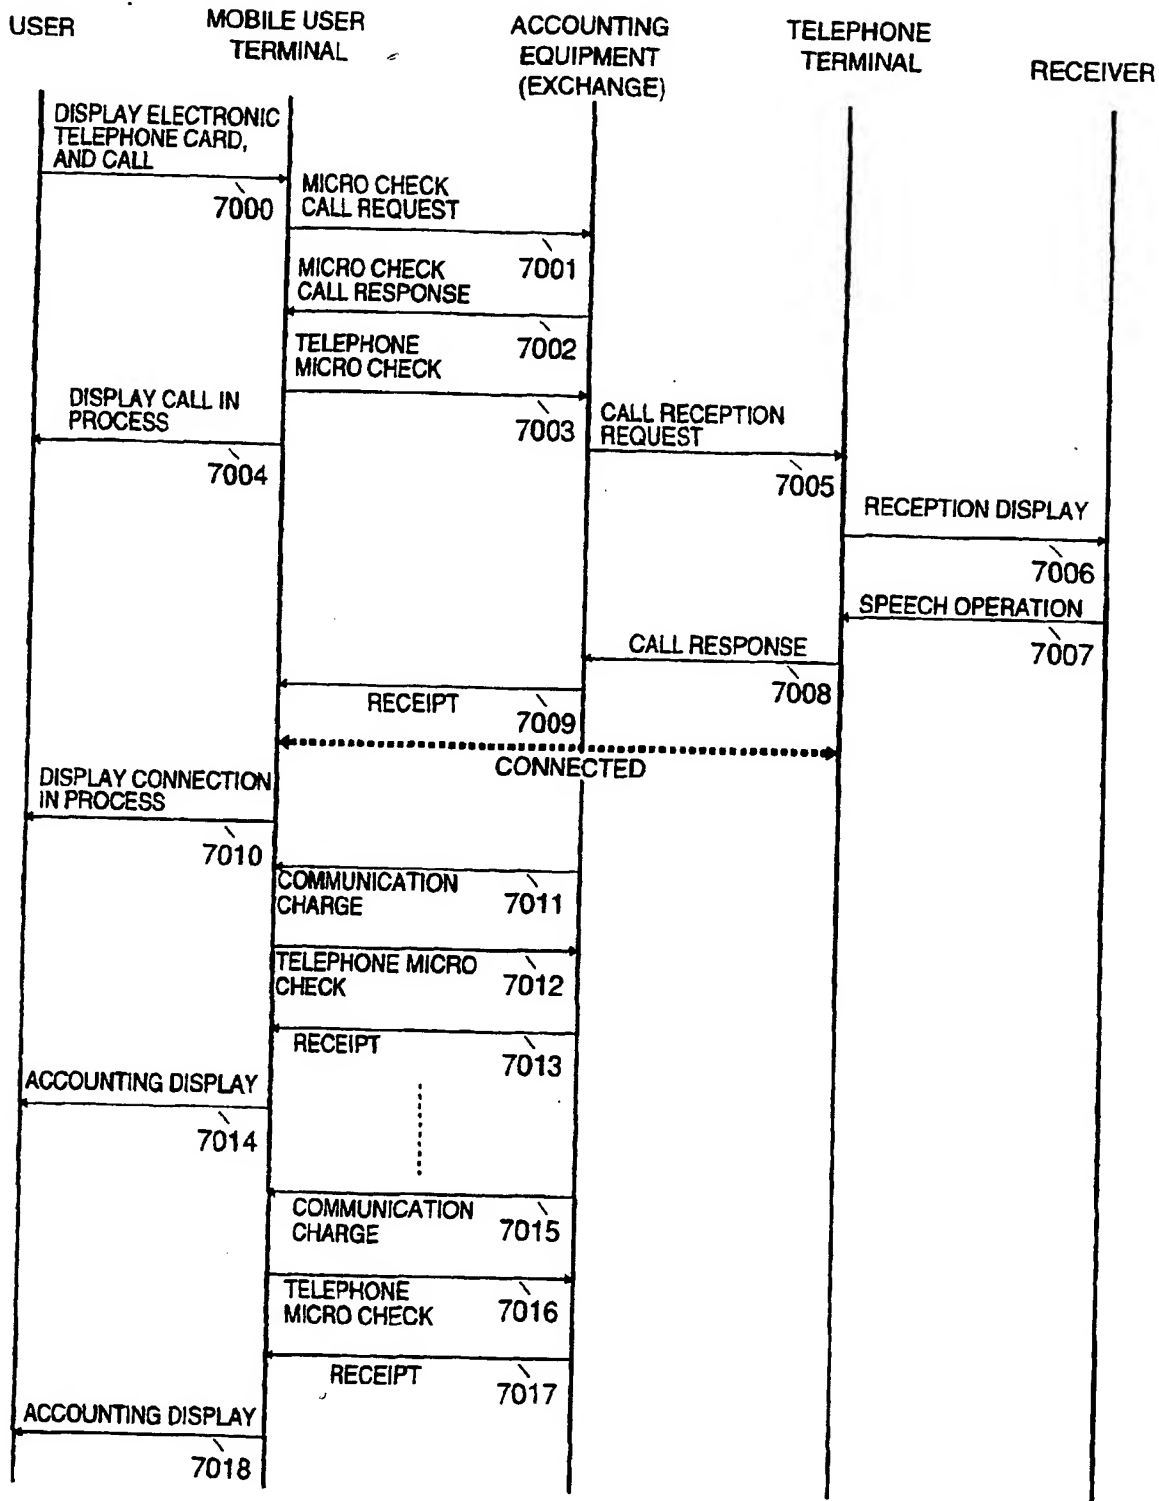 USER
MOBILE USER
TERMINAL
ACCOUNTING
EQUIPMENT
(EXCHANGE)
TELEPHONE
TERMINAL
RECEIVER
DISPLAY ELECTRONIC
TELEPHONE CARD,
AND CALL
7000
MICRO CHECK
CALL REQUEST
7001
MICRO CHECK
CALL RESPONSE
7002
TELEPHONE
MICRO CHECK
7003
DISPLAY CALL IN
PROCESS
7004
CALL RECEPTION
REQUEST
7005
RECEPTION DISPLAY
7006
SPEECH OPERATION
7007
CALL RESPONSE
7008
RECEIPT
7009
CONNECTED
DISPLAY CONNECTION
IN PROCESS
7010
COMMUNICATION
CHARGE
7011
TELEPHONE MICRO
CHECK
7012
RECEIPT
7013
ACCOUNTING DISPLAY
7014
COMMUNICATION
CHARGE
7015
TELEPHONE
MICRO CHECK
7016
RECEIPT
7017
ACCOUNTING DISPLAY
7018